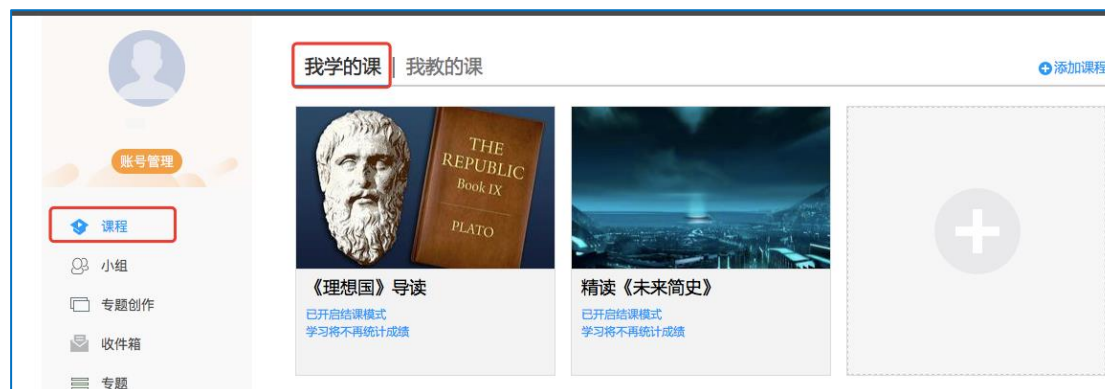 账号管理
课程
小组
专题创作
收件箱
专题
我学的课 | 我教的课
添加课程
THE
REPUBLIC
Book IX
PLATO
《理想国》导读
已开启结课模式
学习将不再统计成绩
精读《未来简史》
已开启结课模式
学习将不再统计成绩